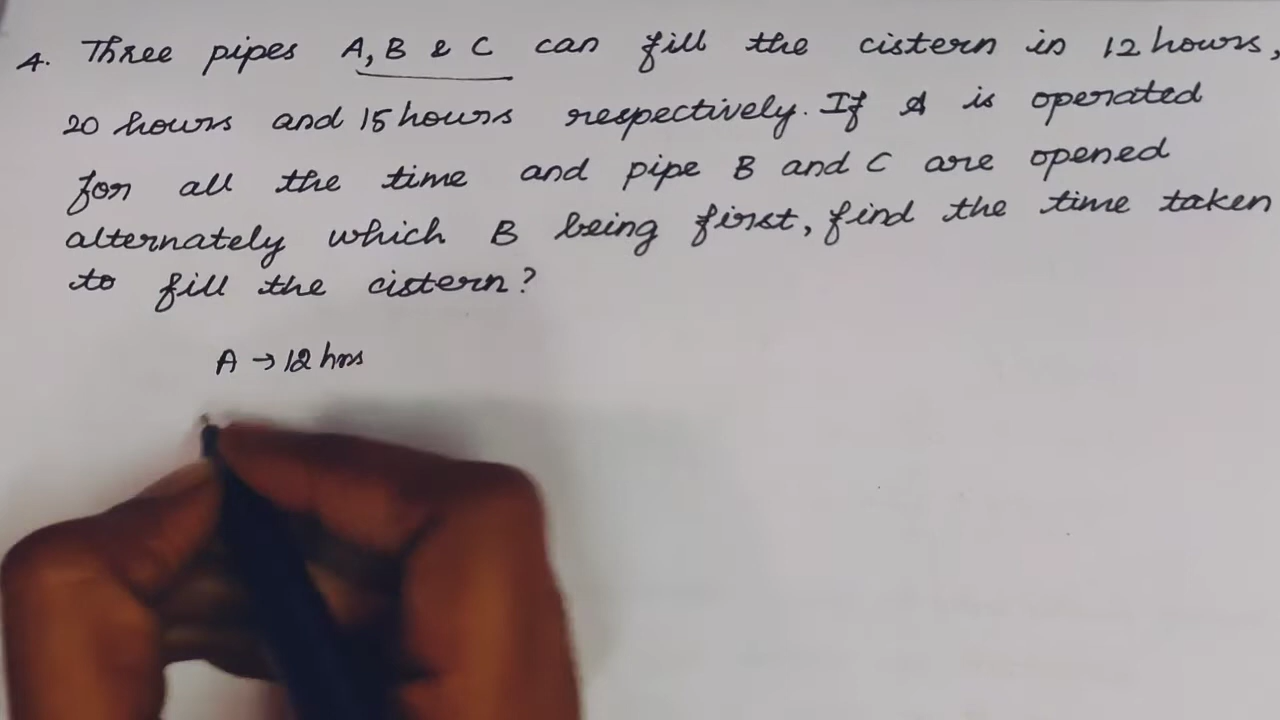 4. Three pipes A, B & C can fill the cistern in 12 hours,
20 hours and 15 hours respectively. If A is operated
for all the time and pipe B and C are opened
alternately which B being first, find the time taken
to fill the cistern?
A → 12 hrs